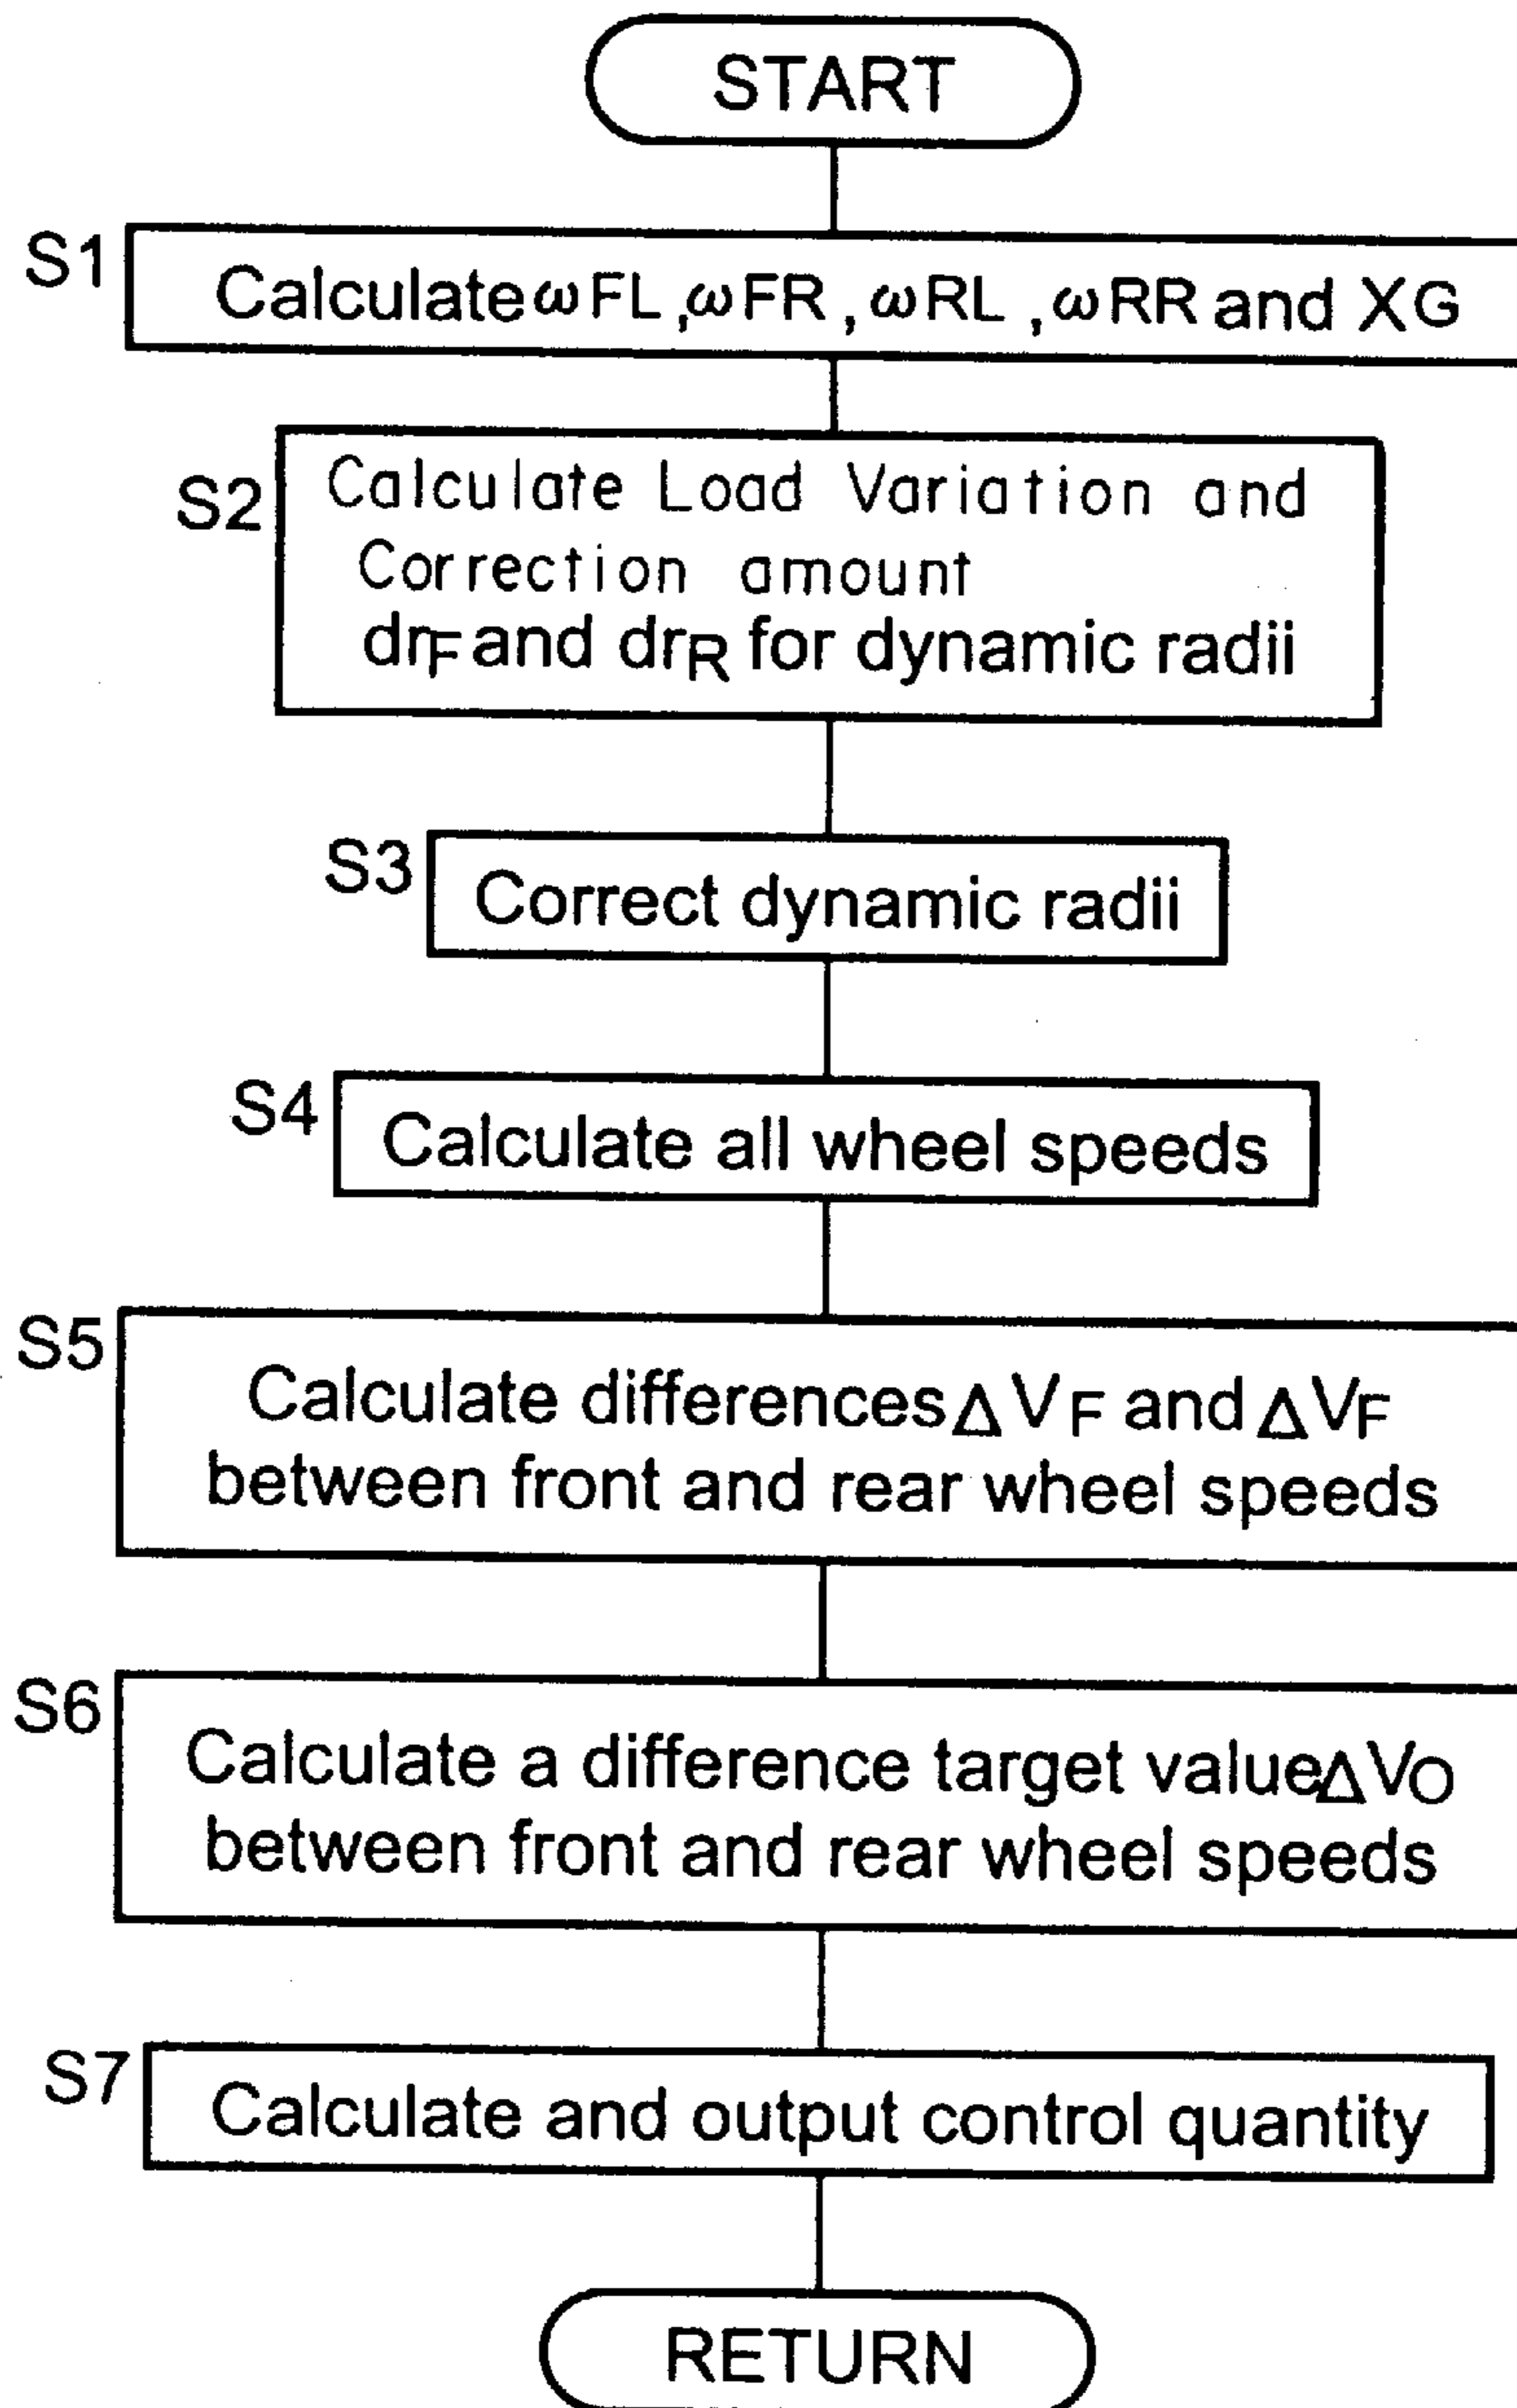 START
S1
Calculate ωFL, ωFR, ωRL, ωRR and XG
S2
Calculate Load Variation and
Correction amount
drF and drR for dynamic radii
S3
Correct dynamic radii
S4
Calculate all wheel speeds
S5
Calculate differences ΔVF and ΔVF
between front and rear wheel speeds
S6
Calculate a difference target value ΔVO
between front and rear wheel speeds
S7
Calculate and output control quantity
RETURN